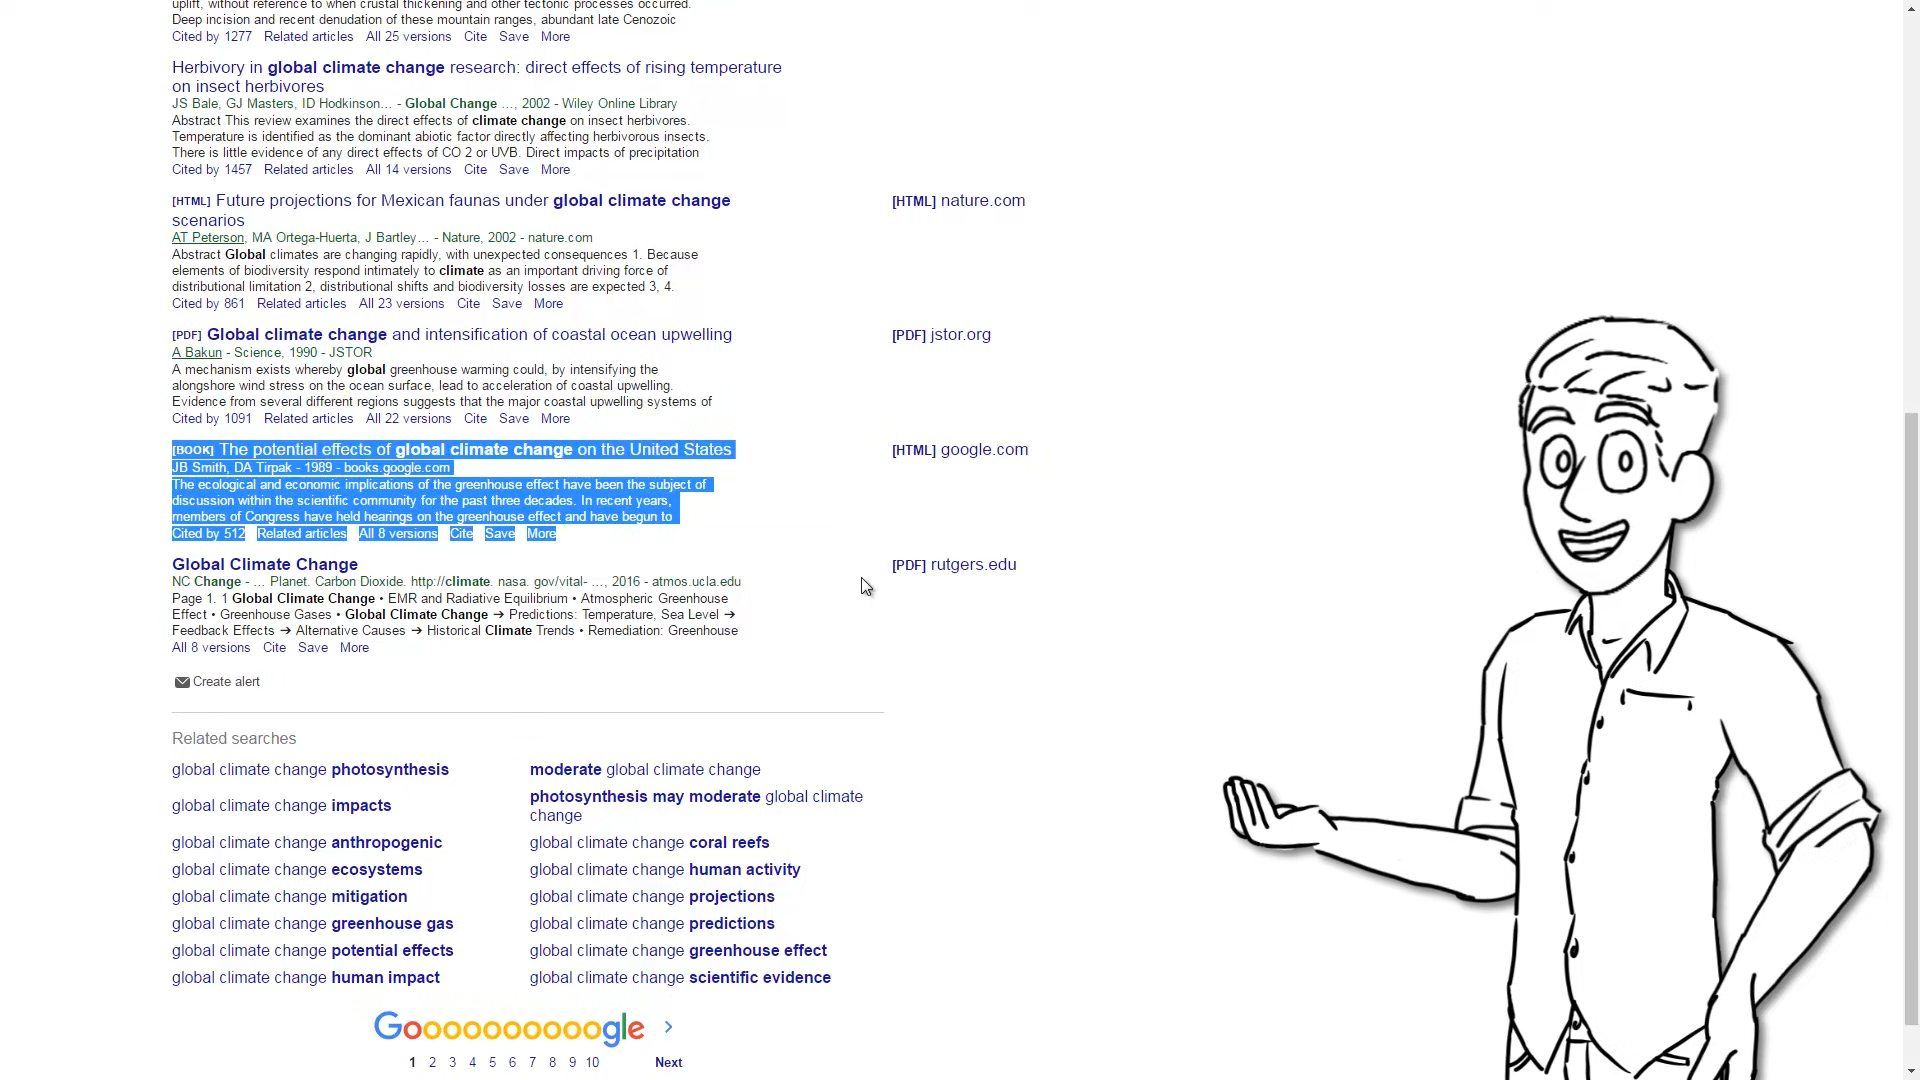 uplift, without reference to when crustal thickening and other tectonic processes occurred.
Deep incision and recent denudation of these mountain ranges, abundant late Cenozoic
Cited by 1277 Related articles All 25 versions Cite Save More
Herbivory in global climate change research: direct effects of rising temperature
on insect herbivores
JS Bale, GJ Masters, ID Hodkinson... - Global Change ..., 2002 - Wiley Online Library
Abstract This review examines the direct effects of climate change on insect herbivores.
Temperature is identified as the dominant abiotic factor directly affecting herbivorous insects.
There is little evidence of any direct effects of CO 2 or UVB. Direct impacts of precipitation
Cited by 1457 Related articles All 14 versions Cite Save More
[HTML] Future projections for Mexican faunas under global climate change
scenarios
[HTML] nature.com
AT Peterson, MA Ortega-Huerta, J Bartley... - Nature, 2002 - nature.com
Abstract Global climates are changing rapidly, with unexpected consequences 1. Because
elements of biodiversity respond intimately to climate as an important driving force of
distributional limitation 2, distributional shifts and biodiversity losses are expected 3, 4.
Cited by 861 Related articles All 23 versions Cite Save More
[PDF] Global climate change and intensification of coastal ocean upwelling
[PDF] jstor.org
A Bakun - Science, 1990 - JSTOR
A mechanism exists whereby global greenhouse warming could, by intensifying the
alongshore wind stress on the ocean surface, lead to acceleration of coastal upwelling.
Evidence from several different regions suggests that the major coastal upwelling systems of
Cited by 1091 Related articles All 22 versions Cite Save More
[BOOK] The potential effects of global climate change on the United States
[HTML] google.com
JB Smith, DA Tirpak - 1989 - books.google.com
The ecological and economic implications of the greenhouse effect have been the subject of
discussion within the scientific community for the past three decades. In recent years,
members of Congress have held hearings on the greenhouse effect and have begun to
Cited by 512 Related articles All 8 versions Cite Save More
Global Climate Change
[PDF] rutgers.edu
NC Change - ... Planet. Carbon Dioxide. http://climate. nasa. gov/vital- ..., 2016 - atmos.ucla.edu
Page 1. 1 Global Climate Change • EMR and Radiative Equilibrium • Atmospheric Greenhouse
Effect • Greenhouse Gases • Global Climate Change → Predictions: Temperature, Sea Level →
Feedback Effects → Alternative Causes → Historical Climate Trends • Remediation: Greenhouse
All 8 versions Cite Save More
Create alert
Related searches
global climate change photosynthesis
moderate global climate change
global climate change impacts
photosynthesis may moderate global climate
change
global climate change anthropogenic
global climate change coral reefs
global climate change ecosystems
global climate change human activity
global climate change mitigation
global climate change projections
global climate change greenhouse gas
global climate change predictions
global climate change potential effects
global climate change greenhouse effect
global climate change human impact
global climate change scientific evidence
Goooooooooogle
1 2 3 4 5 6 7 8 9 10 Next